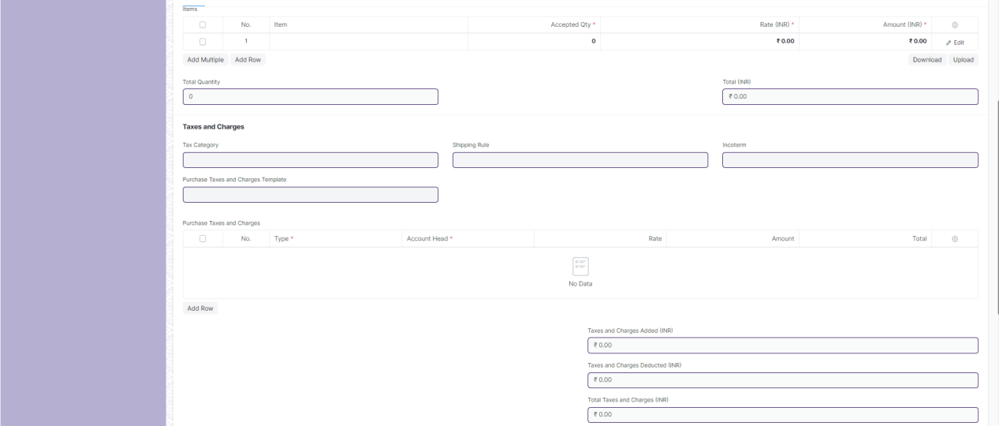 Items
No. Item Accepted Qty * Rate (INR) * Amount (INR) *
1 0 ₹ 0.00 ₹ 0.00 Edit
Add Multiple Add Row Download Upload
Total Quantity Total (INR)
0 ₹ 0.00
Taxes and Charges
Tax Category Shipping Rule Incoterm
Purchase Taxes and Charges Template
Purchase Taxes and Charges
No. Type * Account Head * Rate Amount Total
No Data
Add Row
Taxes and Charges Added (INR)
₹ 0.00
Taxes and Charges Deducted (INR)
₹ 0.00
Total Taxes and Charges (INR)
₹ 0.00